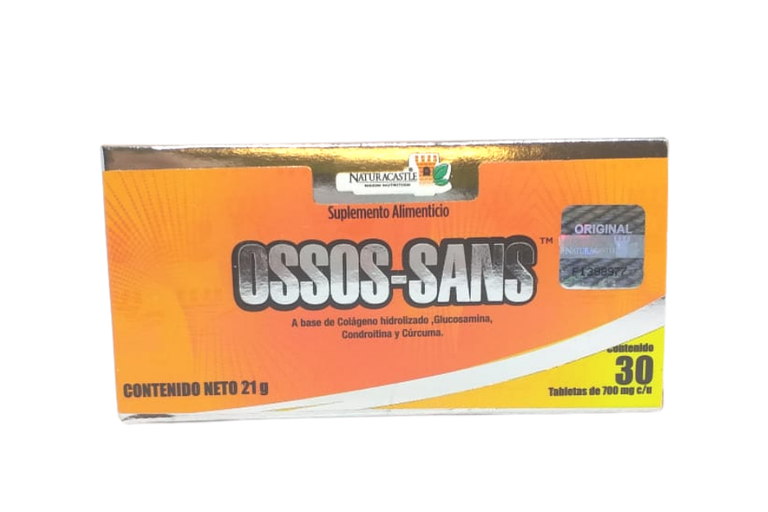 NATURACASTLE®
Suplemento Alimenticio
OSSOS-SANS™
ORIGINAL
A base de Colágeno hidrolizado ,Glucosamina,
Condroitina y Cúrcuma.
Contenido
30
Tabletas de 700 mg c/u
CONTENIDO NETO 21 g